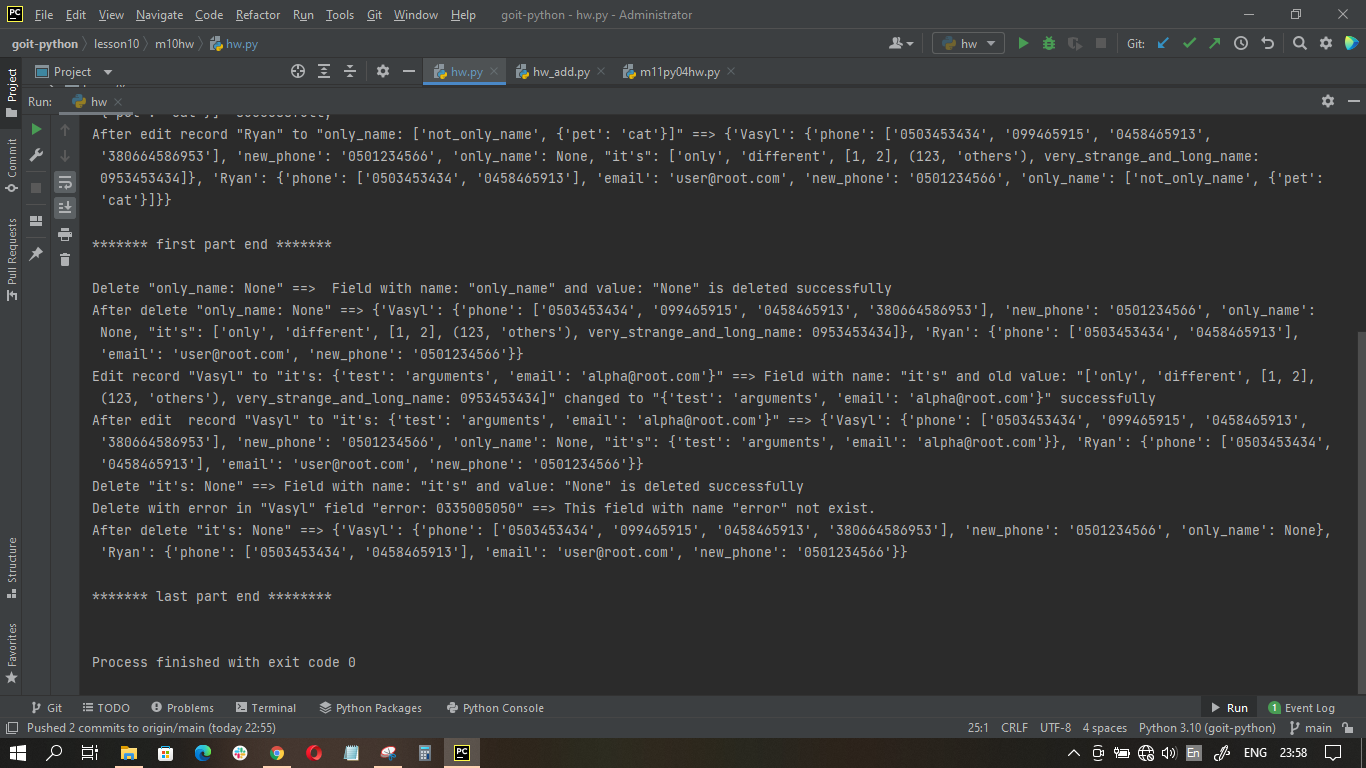 PC File Edit View Navigate Code Refactor Run Tools Git Window Help goit-python - hw.py - Administrator
goit-python lesson10 m10hw hw.py hw Git:
Project hw.py hw_add.py m11py04hw.py
Run: hw
Project
Commit
Pull Requests
Structure
Favorites
After edit record "Ryan" to "only_name: ['not_only_name', {'pet': 'cat'}]" ==> {'Vasyl': {'phone': ['0503453434', '099465915', '0458465913',
'380664586953'], 'new_phone': '0501234566', 'only_name': None, "it's": ['only', 'different', [1, 2], (123, 'others'), very_strange_and_long_name:
0953453434]}, 'Ryan': {'phone': ['0503453434', '0458465913'], 'email': 'user@root.com', 'new_phone': '0501234566', 'only_name': ['not_only_name', {'pet':
'cat'}]}}
******* first part end *******
Delete "only_name: None" ==>  Field with name: "only_name" and value: "None" is deleted successfully
After delete "only_name: None" ==> {'Vasyl': {'phone': ['0503453434', '099465915', '0458465913', '380664586953'], 'new_phone': '0501234566', 'only_name':
None, "it's": ['only', 'different', [1, 2], (123, 'others'), very_strange_and_long_name: 0953453434]}, 'Ryan': {'phone': ['0503453434', '0458465913'],
'email': 'user@root.com', 'new_phone': '0501234566'}}
Edit record "Vasyl" to "it's: {'test': 'arguments', 'email': 'alpha@root.com'}" ==> Field with name: "it's" and old value: "['only', 'different', [1, 2],
(123, 'others'), very_strange_and_long_name: 0953453434]" changed to "{'test': 'arguments', 'email': 'alpha@root.com'}" successfully
After edit  record "Vasyl" to "it's: {'test': 'arguments', 'email': 'alpha@root.com'}" ==> {'Vasyl': {'phone': ['0503453434', '099465915', '0458465913',
'380664586953'], 'new_phone': '0501234566', 'only_name': None, "it's": {'test': 'arguments', 'email': 'alpha@root.com'}}, 'Ryan': {'phone': ['0503453434',
'0458465913'], 'email': 'user@root.com', 'new_phone': '0501234566'}}
Delete "it's: None" ==> Field with name: "it's" and value: "None" is deleted successfully
Delete with error in "Vasyl" field "error: 0335005050" ==> This field with name "error" not exist.
After delete "it's: None" ==> {'Vasyl': {'phone': ['0503453434', '099465915', '0458465913', '380664586953'], 'new_phone': '0501234566', 'only_name': None},
'Ryan': {'phone': ['0503453434', '0458465913'], 'email': 'user@root.com', 'new_phone': '0501234566'}}
******* last part end ********
Process finished with exit code 0
Git TODO Problems Terminal Python Packages Python Console Run 1 Event Log
Pushed 2 commits to origin/main (today 22:55) 25:1 CRLF UTF-8 4 spaces Python 3.10 (goit-python) main
PC En ENG 23:58